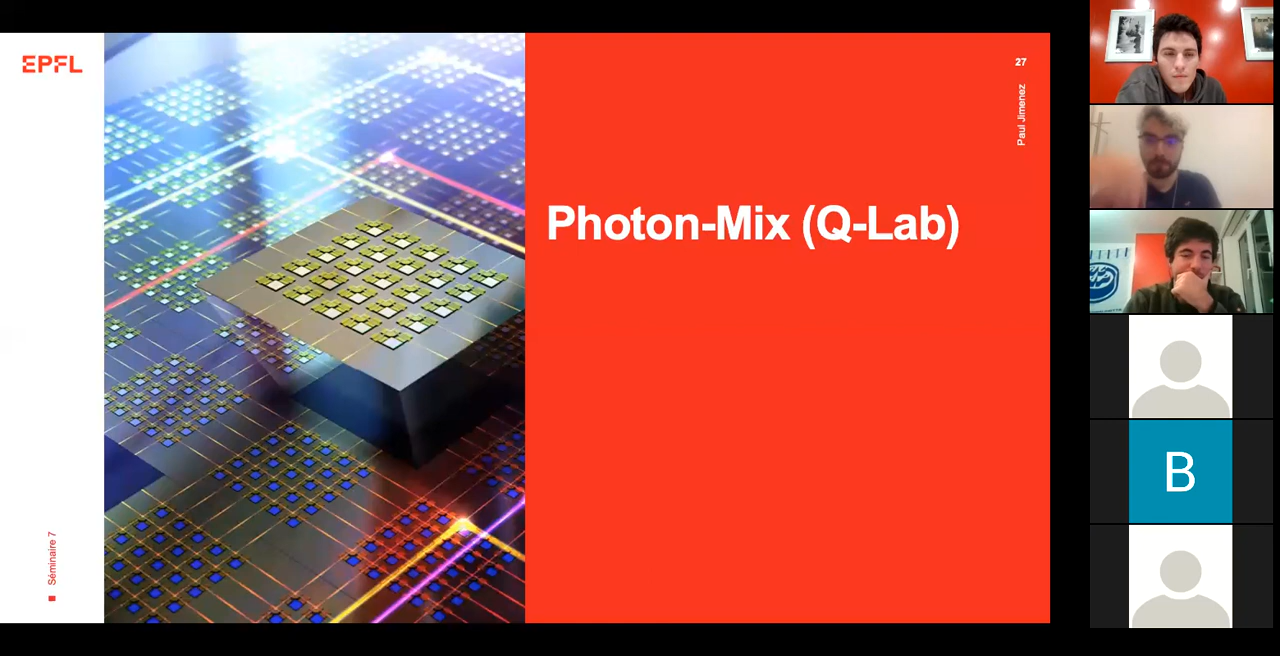 EPFL
27
Paul Jimenez
Photon-Mix (Q-Lab)
Séminaire 7
B